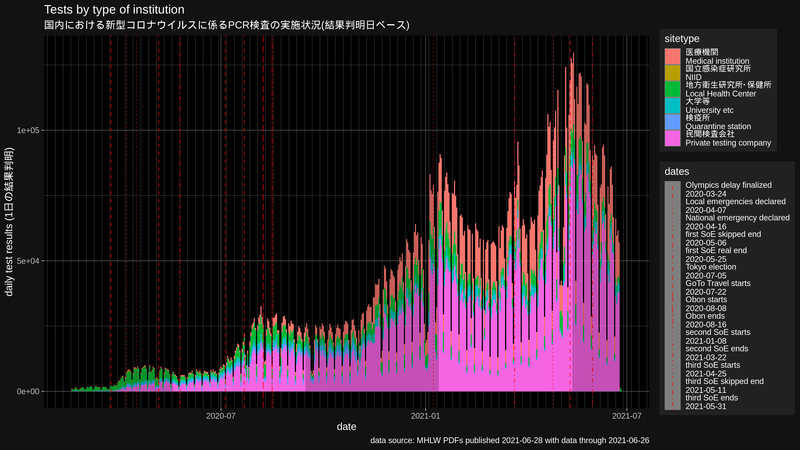 Tests by type of institution
国内における新型コロナウイルスに係るPCR検査の実施状況(結果判明日ベース)
daily test results (1日の結果判明)
1e+05
5e+04
0e+00
2020-07
2021-01
2021-07
date
data source: MHLW PDFs published 2021-06-28 with data through 2021-06-26
sitetype
医療機関
Medical institution
国立感染症研究所
NIID
地方衛生研究所･保健所
Local Health Center
大学等
University etc
検疫所
Quarantine station
民間検査会社
Private testing company
dates
Olympics delay finalized
2020-03-24
Local emergencies declared
2020-04-07
National emergency declared
2020-04-16
first SoE skipped end
2020-05-06
first SoE real end
2020-05-25
Tokyo election
2020-07-05
GoTo Travel starts
2020-07-22
Obon starts
2020-08-08
Obon ends
2020-08-16
second SoE starts
2021-01-08
second SoE ends
2021-03-22
third SoE starts
2021-04-25
third SoE skipped end
2021-05-11
third SoE ends
2021-05-31